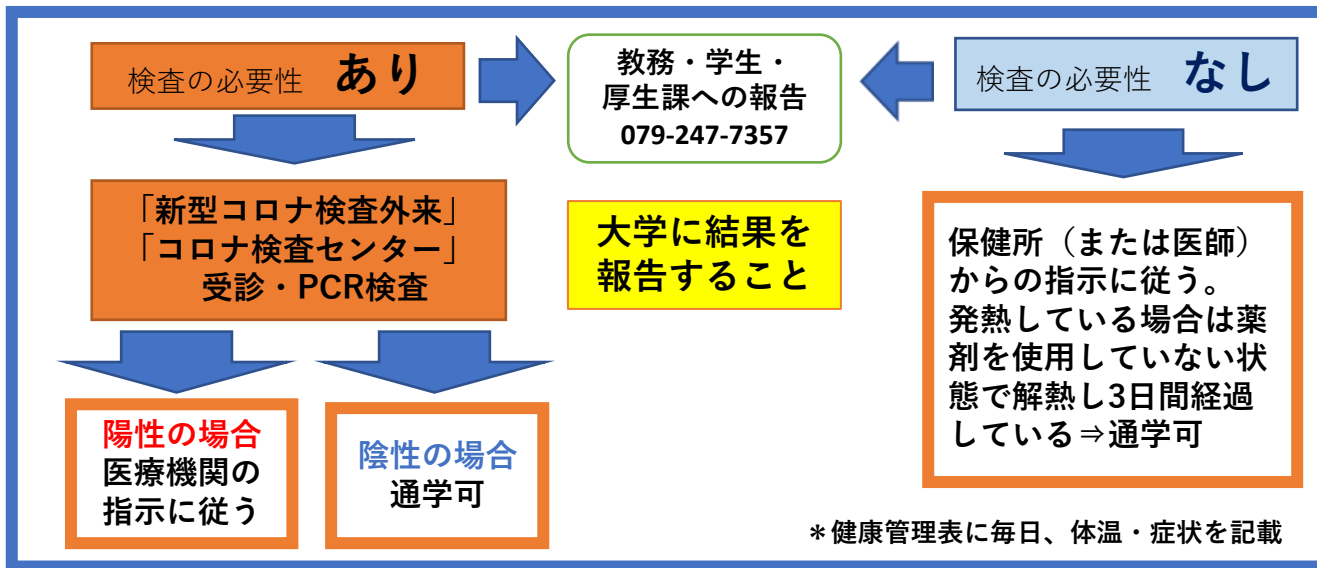 検査の必要性 あり
教務・学生・
厚生課への報告
079-247-7357
検査の必要性 なし
「新型コロナ検査外来」
「コロナ検査センター」
受診・PCR検査
大学に結果を
報告すること
保健所（または医師）
からの指示に従う。
発熱している場合は薬
剤を使用していない状
態で解熱し3日間経過
している⇒通学可
陽性の場合
医療機関の
指示に従う
陰性の場合
通学可
＊健康管理表に毎日、体温・症状を記載